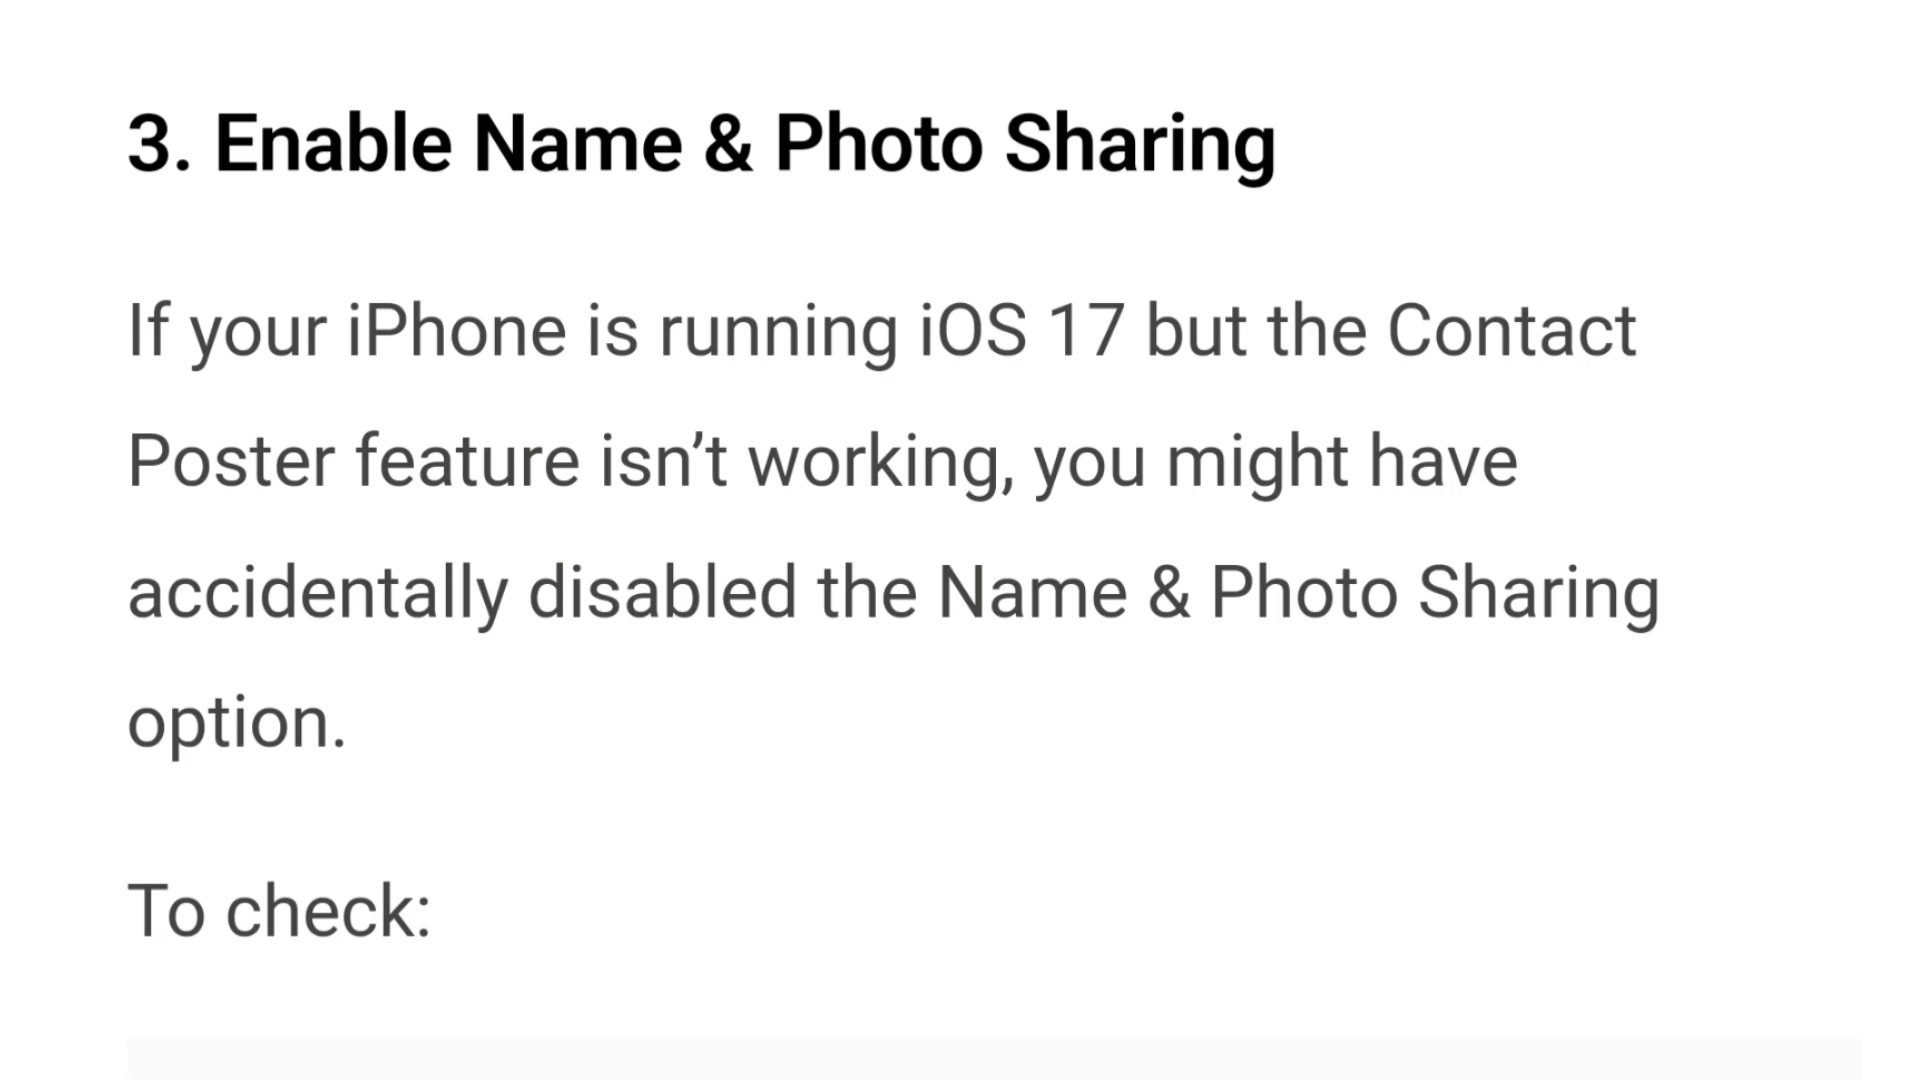 3. Enable Name & Photo Sharing
If your iPhone is running iOS 17 but the Contact
Poster feature isn’t working, you might have
accidentally disabled the Name & Photo Sharing
option.
To check: